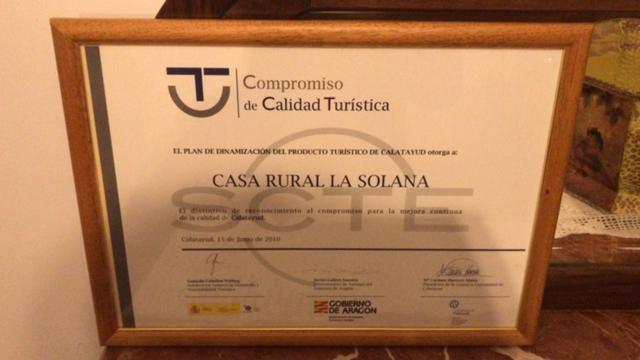 Compromiso
de Calidad Turística
EL PLAN DE DINAMIZACIÓN DEL PRODUCTO TURÍSTICO DE CALATAYUD otorga a:
CASA RURAL LA SOLANA
SCTE
El distintivo de reconocimiento al compromiso para la mejora continua
de la calidad de Calatayud.
Calatayud, 15 de Junio de 2010
GOBIERNO
DE ARAGON